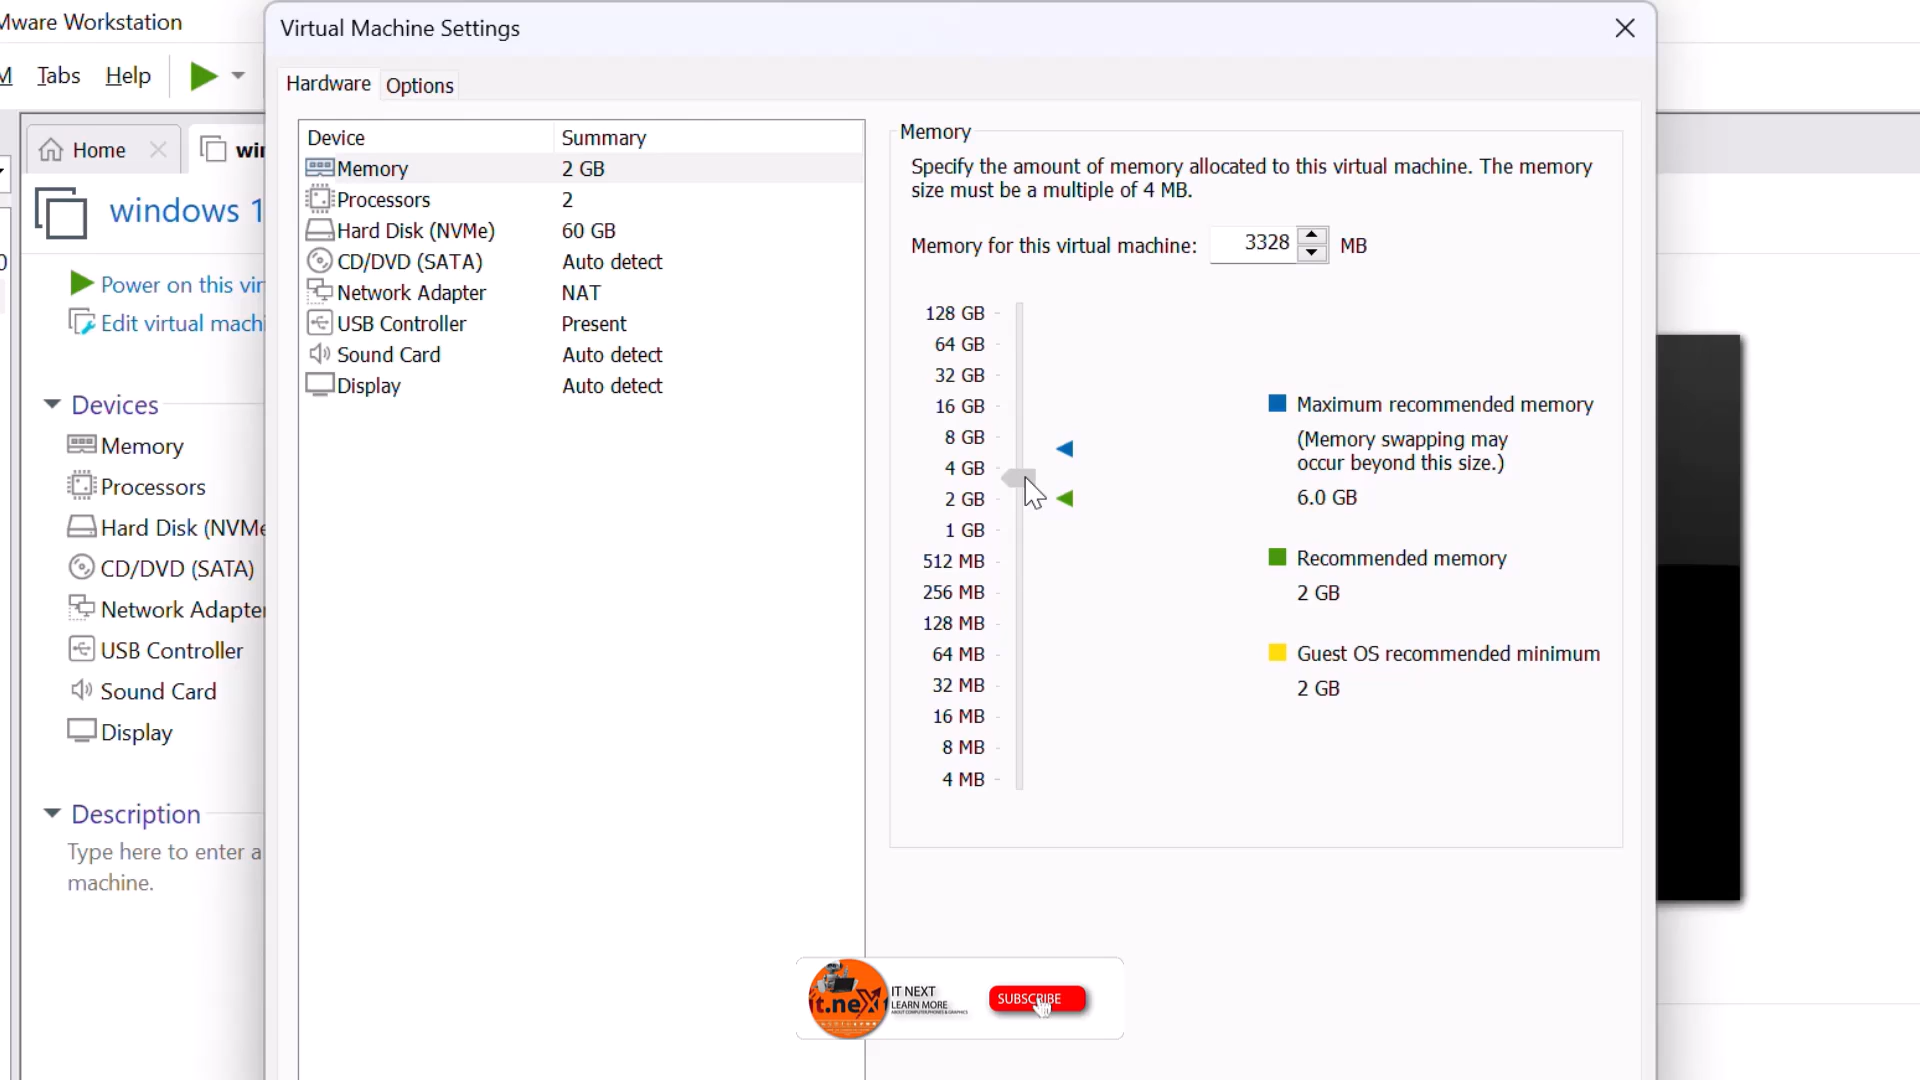 Mware Workstation
M Tabs Help
Home
wi
windows 1
Power on this vir
Edit virtual machi
Devices
Memory
Processors
Hard Disk (NVMe
CD/DVD (SATA)
Network Adapter
USB Controller
Sound Card
Display
Description
Type here to enter a
machine.
Virtual Machine Settings
Hardware Options
Device Summary
Memory 2 GB
Processors 2
Hard Disk (NVMe) 60 GB
CD/DVD (SATA) Auto detect
Network Adapter NAT
USB Controller Present
Sound Card Auto detect
Display Auto detect
Memory
Specify the amount of memory allocated to this virtual machine. The memory
size must be a multiple of 4 MB.
Memory for this virtual machine: 3328 MB
128 GB
64 GB
32 GB
16 GB
8 GB
4 GB
2 GB
1 GB
512 MB
256 MB
128 MB
64 MB
32 MB
16 MB
8 MB
4 MB
Maximum recommended memory
(Memory swapping may
occur beyond this size.)
6.0 GB
Recommended memory
2 GB
Guest OS recommended minimum
2 GB
it.neXt
IT NEXT
LEARN MORE
ABOUT COMPUTER,PHONES & GRAPHICS
SUBSCRIBE